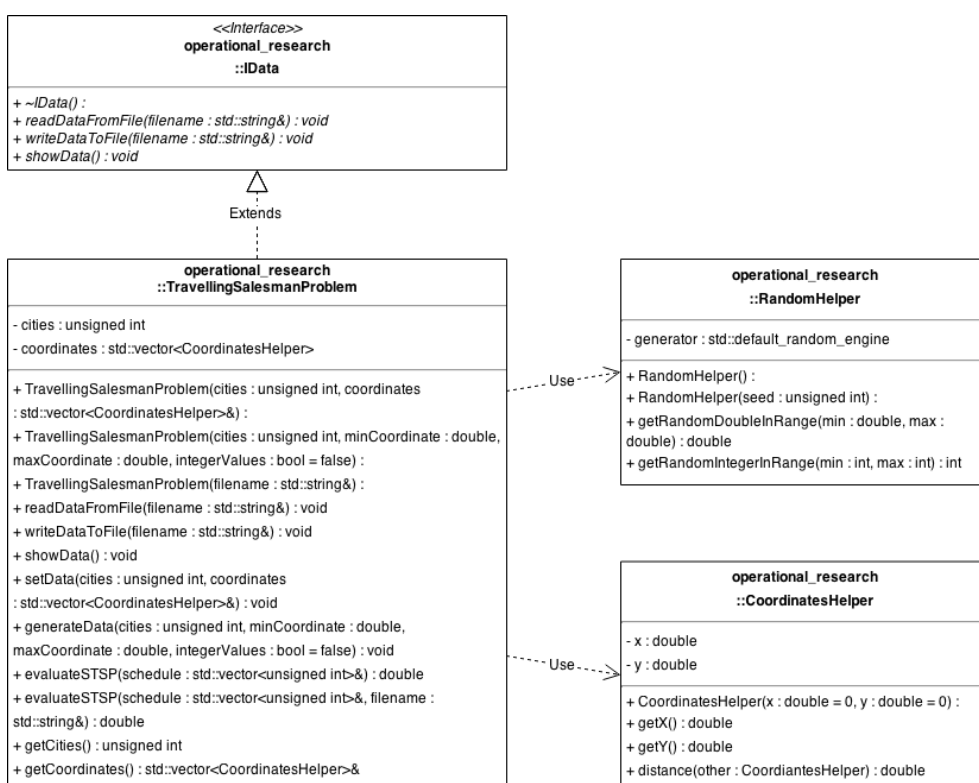 <<Interface>>
operational_research
::IData
+ ~IData() :
+ readDataFromFile(filename : std::string&) : void
+ writeDataToFile(filename : std::string&) : void
+ showData() : void
Extends
operational_research
::TravellingSalesmanProblem
- cities : unsigned int
- coordinates : std::vector<CoordinatesHelper>
+ TravellingSalesmanProblem(cities : unsigned int, coordinates
: std::vector<CoordinatesHelper>&) :
+ TravellingSalesmanProblem(cities : unsigned int, minCoordinate : double,
maxCoordinate : double, integerValues : bool = false) :
+ TravellingSalesmanProblem(filename : std::string&) :
+ readDataFromFile(filename : std::string&) : void
+ writeDataToFile(filename : std::string&) : void
+ showData() : void
+ setData(cities : unsigned int, coordinates
: std::vector<CoordinatesHelper>&) : void
+ generateData(cities : unsigned int, minCoordinate : double,
maxCoordinate : double, integerValues : bool = false) : void
+ evaluateSTSP(schedule : std::vector<unsigned int>&) : double
+ evaluateSTSP(schedule : std::vector<unsigned int>&, filename :
std::string&) : double
+ getCities() : unsigned int
+ getCoordinates() : std::vector<CoordinatesHelper>&
Use
operational_research
::RandomHelper
- generator : std::default_random_engine
+ RandomHelper() :
+ RandomHelper(seed : unsigned int) :
+ getRandomDoubleInRange(min : double, max :
double) : double
+ getRandomIntegerInRange(min : int, max : int) : int
Use
operational_research
::CoordinatesHelper
- x : double
- y : double
+ CoordinatesHelper(x : double = 0, y : double = 0) :
+ getX() : double
+ getY() : double
+ distance(other : CoordiantesHelper) : double